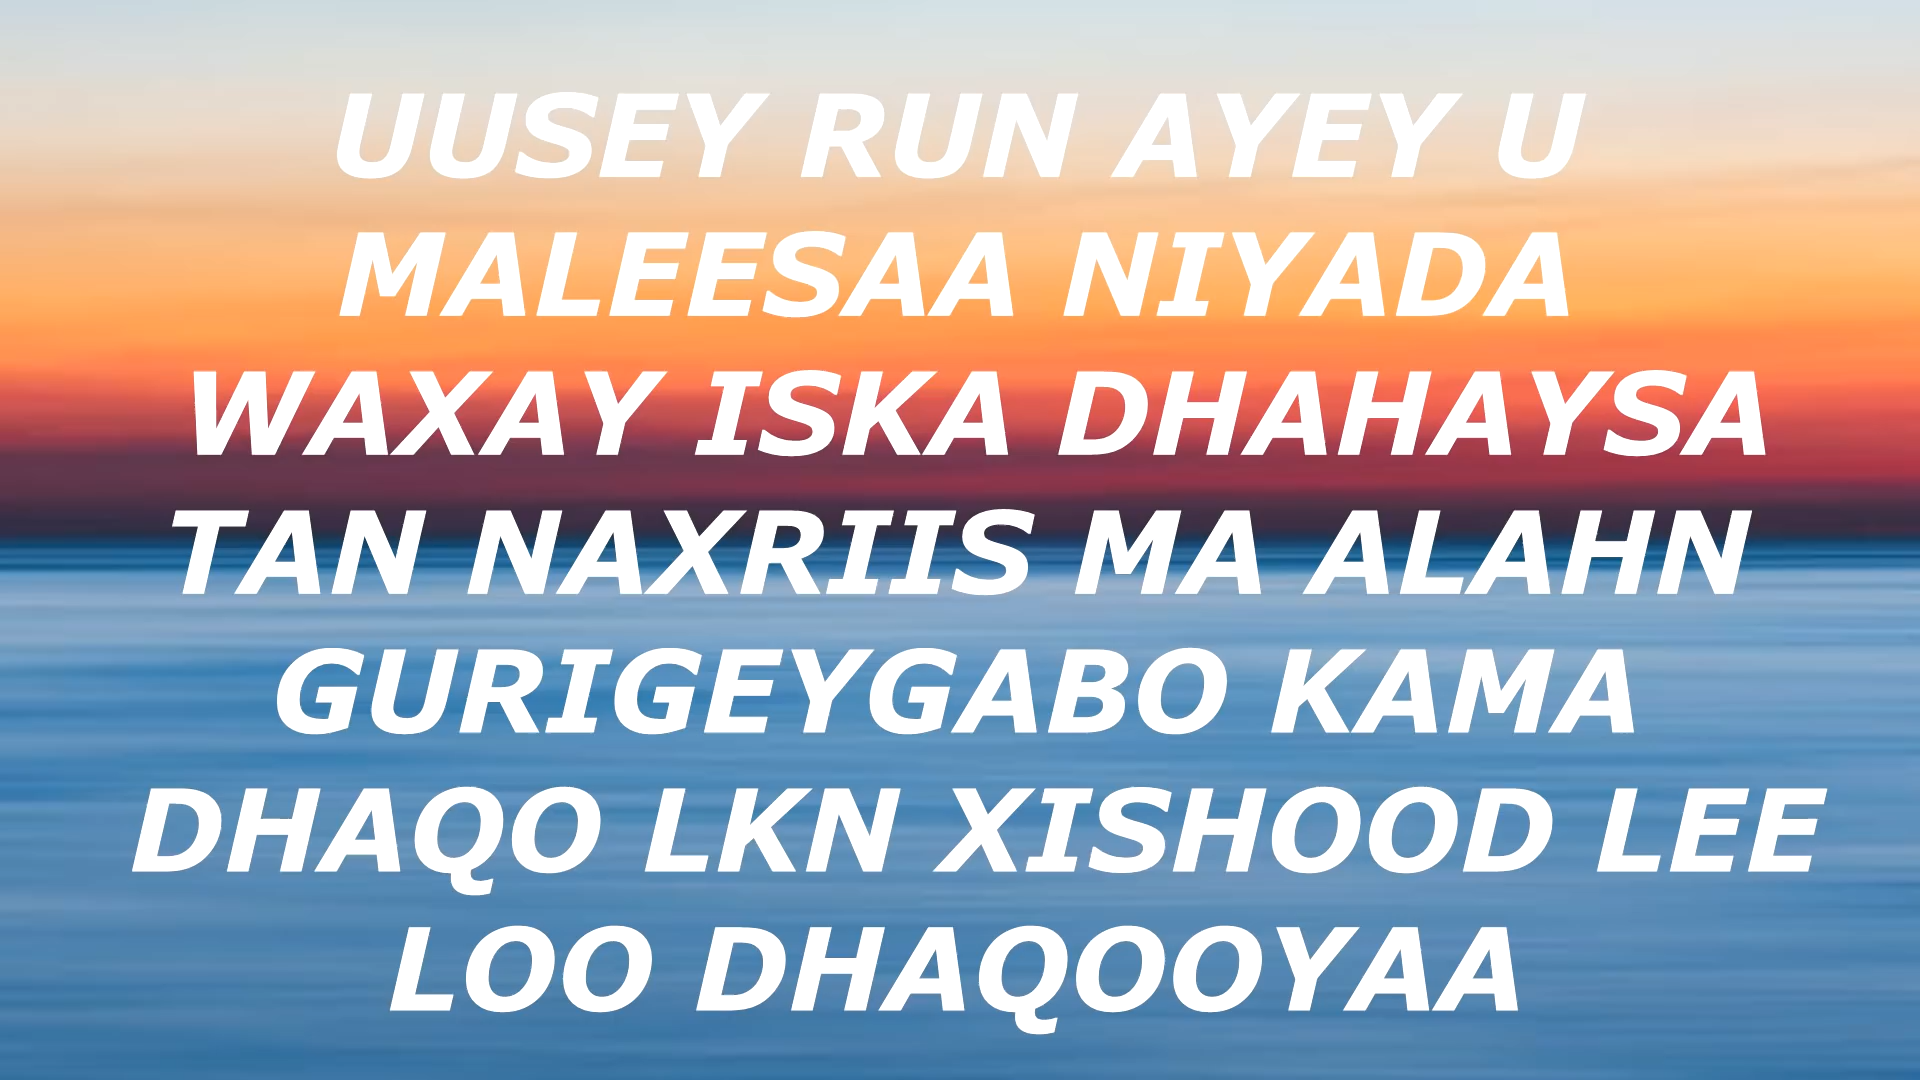 UUSEY RUN AYEY U
MALEESAA NIYADA
WAXAY ISKA DHAHAYSA
TAN NAXRIIS MA ALAHN
GURIGEYGABO KAMA
DHAQO LKN XISHOOD LEE
LOO DHAQOOYAA